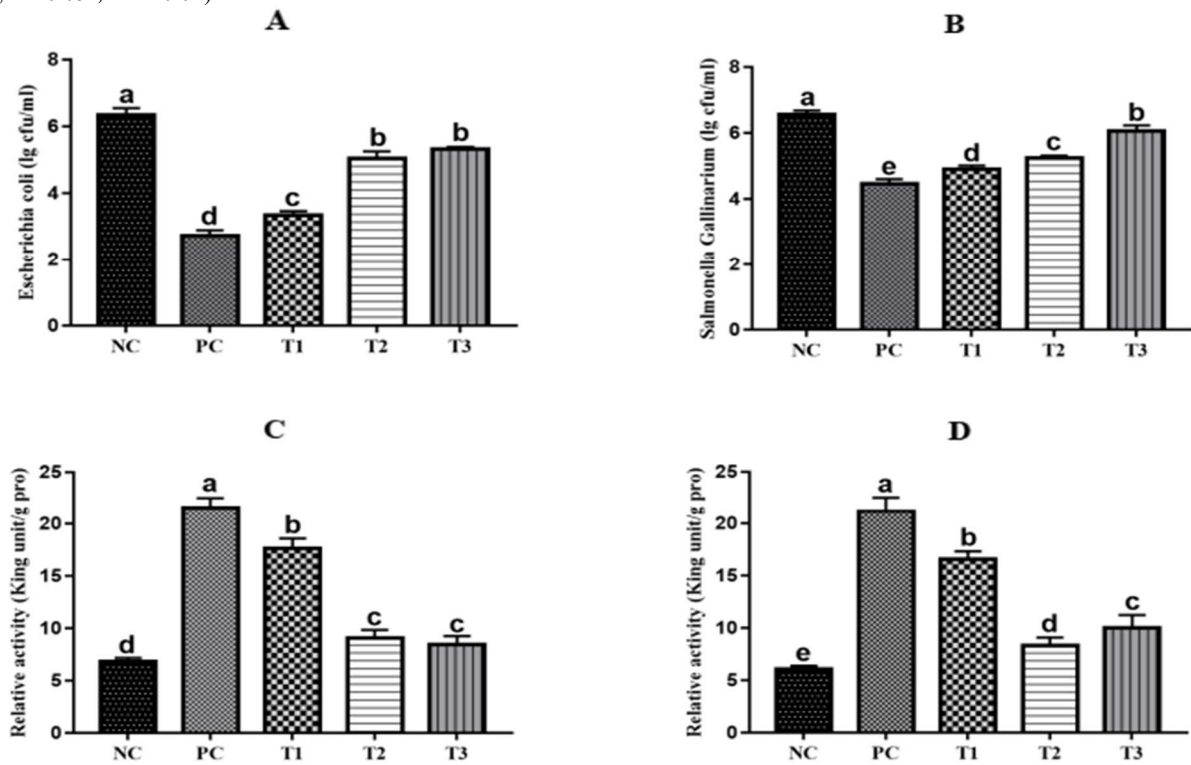 A
Escherichia coli (lg cfu/ml)
8
6
4
2
0
a
d
c
b
b
NC PC T1 T2 T3
B
Salmonella Gallinarium (lg cfu/ml)
8
6
4
2
0
a
e
d
c
b
NC PC T1 T2 T3
C
Relative activity (King unit/g pro)
25
20
15
10
5
0
d
a
b
c
c
NC PC T1 T2 T3
D
Relative activity (King unit/g pro)
25
20
15
10
5
0
e
a
b
d
c
NC PC T1 T2 T3